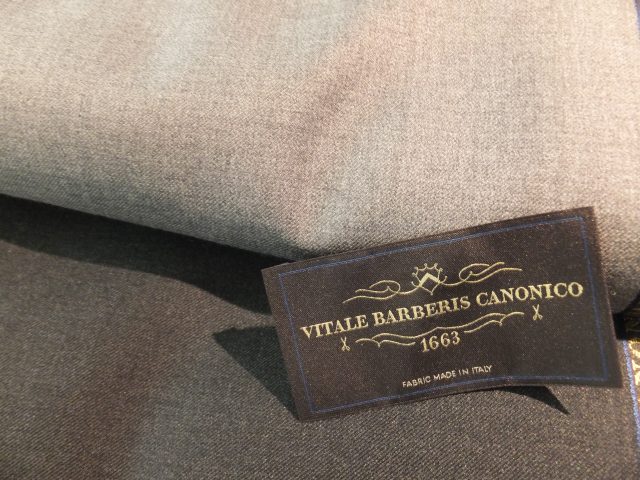 VITALE BARBERIS CANONICO
1663
FABRIC MADE IN ITALY